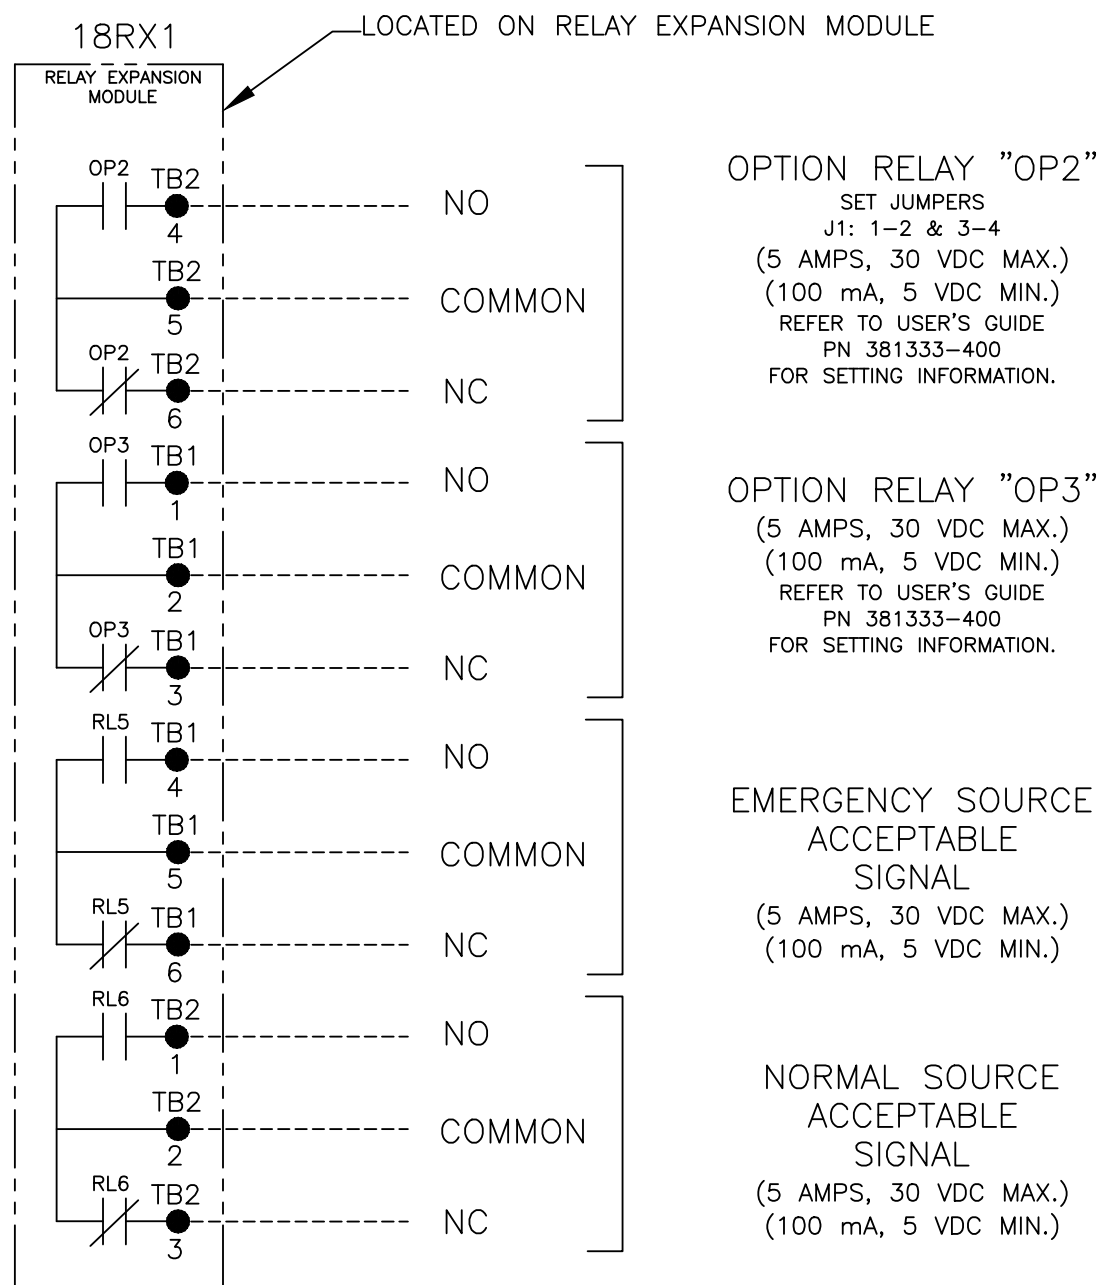 18RX1
LOCATED ON RELAY EXPANSION MODULE
RELAY EXPANSION
MODULE
OP2
TB2
4
NO
TB2
5
COMMON
OP2
TB2
6
NC
OPTION RELAY "OP2"
SET JUMPERS
J1: 1-2 & 3-4
(5 AMPS, 30 VDC MAX.)
(100 mA, 5 VDC MIN.)
REFER TO USER'S GUIDE
PN 381333-400
FOR SETTING INFORMATION.
OP3
TB1
1
NO
TB1
2
COMMON
OP3
TB1
3
NC
OPTION RELAY "OP3"
(5 AMPS, 30 VDC MAX.)
(100 mA, 5 VDC MIN.)
REFER TO USER'S GUIDE
PN 381333-400
FOR SETTING INFORMATION.
RL5
TB1
4
NO
TB1
5
COMMON
RL5
TB1
6
NC
EMERGENCY SOURCE
ACCEPTABLE
SIGNAL
(5 AMPS, 30 VDC MAX.)
(100 mA, 5 VDC MIN.)
RL6
TB2
1
NO
TB2
2
COMMON
RL6
TB2
3
NC
NORMAL SOURCE
ACCEPTABLE
SIGNAL
(5 AMPS, 30 VDC MAX.)
(100 mA, 5 VDC MIN.)